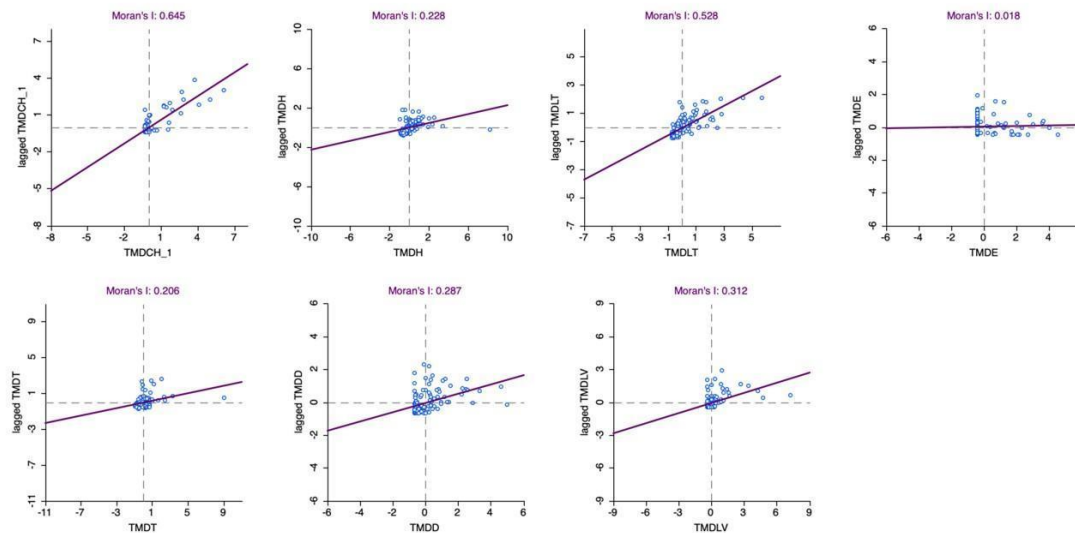 Moran's I: 0.645
7
4
1
-2
-5
-8
lagged TMDCH_1
-8 -5 -2 1 4 7
TMDCH_1
Moran's I: 0.228
10
6
2
-2
-6
-10
lagged TMDH
-10 -6 -2 2 6 10
TMDH
Moran's I: 0.528
5
3
1
-1
-3
-5
-7
lagged TMDLT
-7 -5 -3 -1 1 3 5
TMDLT
Moran's I: 0.018
6
4
2
0
-2
-4
-6
lagged TMDE
-6 -4 -2 0 2 4
TMDE
Moran's I: 0.206
9
5
1
-3
-7
-11
lagged TMDT
-11 -7 -3 1 5 9
TMDT
Moran's I: 0.287
6
4
2
0
-2
-4
-6
lagged TMDD
-6 -4 -2 0 2 4 6
TMDD
Moran's I: 0.312
9
6
3
0
-3
-6
-9
lagged TMDLV
-9 -6 -3 0 3 6 9
TMDLV